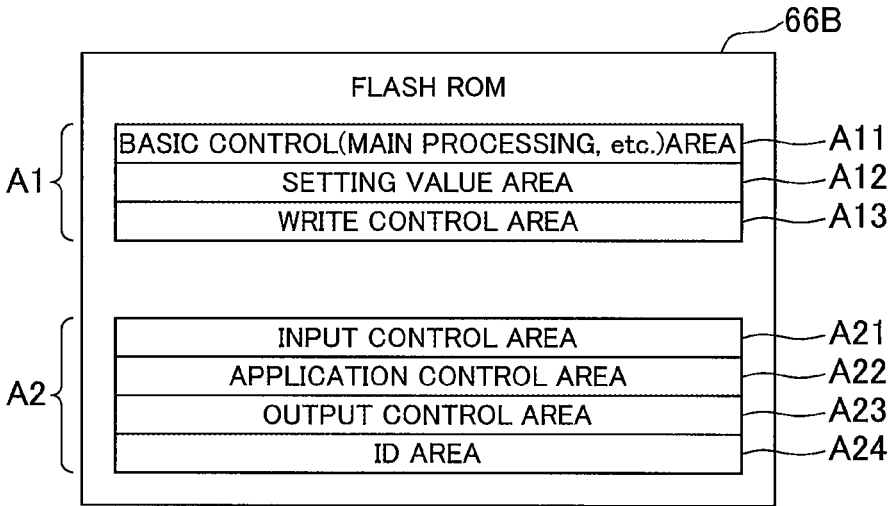 66B
FLASH ROM
A1
BASIC CONTROL(MAIN PROCESSING, etc.)AREA A11
SETTING VALUE AREA A12
WRITE CONTROL AREA A13
A2
INPUT CONTROL AREA A21
APPLICATION CONTROL AREA A22
OUTPUT CONTROL AREA A23
ID AREA A24